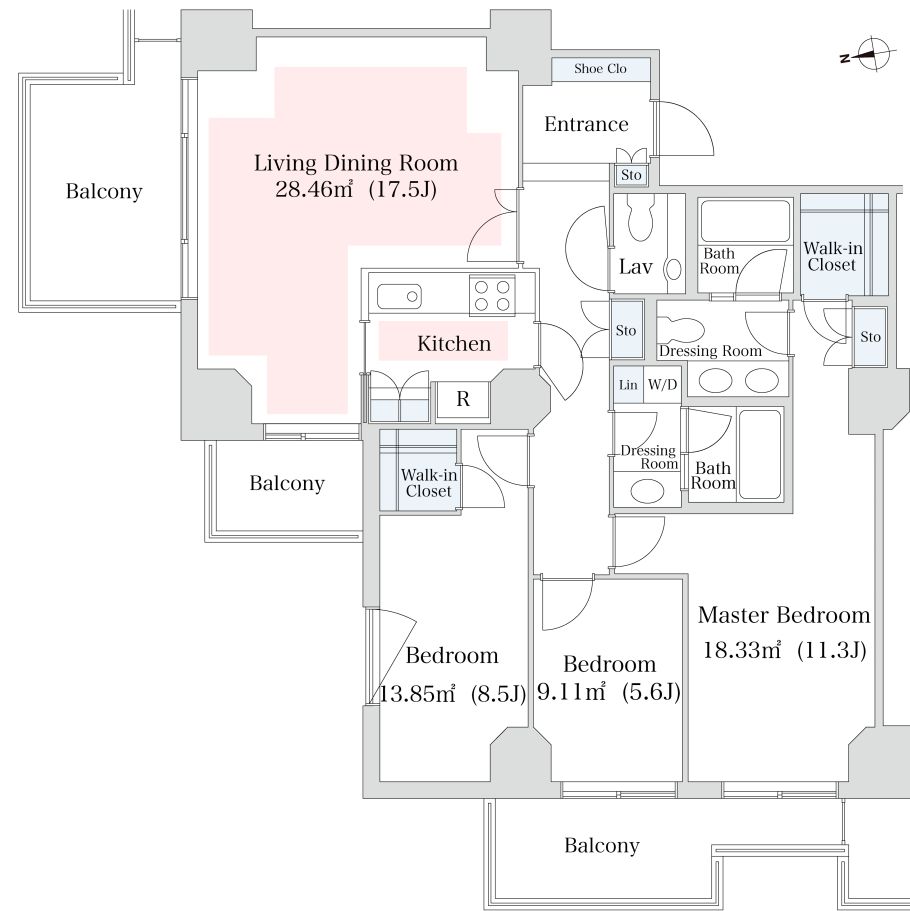 N
Shoe Clo
Entrance
Sto
Balcony
Living Dining Room
28.46㎡ (17.5J)
Lav
Bath
Room
Walk-in
Closet
Kitchen
Sto
Dressing Room
Sto
R
Lin
W/D
Balcony
Walk-in
Closet
Dressing
Room
Bath
Room
Bedroom
13.85㎡ (8.5J)
Bedroom
9.11㎡ (5.6J)
Master Bedroom
18.33㎡ (11.3J)
Balcony